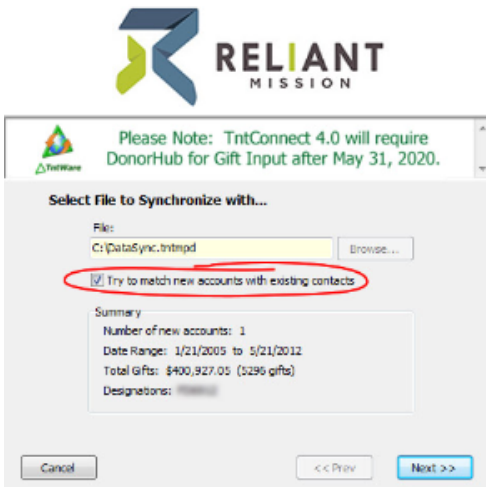 RELIANT
MISSION
Please Note: TntConnect 4.0 will require
DonorHub for Gift Input after May 31, 2020.
TntWare
Select File to Synchronize with...
File:
C:\DataSync.tntmpd
Browse...
Try to match new accounts with existing contacts
Summary
Number of new accounts: 1
Date Range: 1/21/2005 to 5/21/2012
Total Gifts: $400,927.05 (5296 gifts)
Designations:
Cancel
<< Prev
Next >>